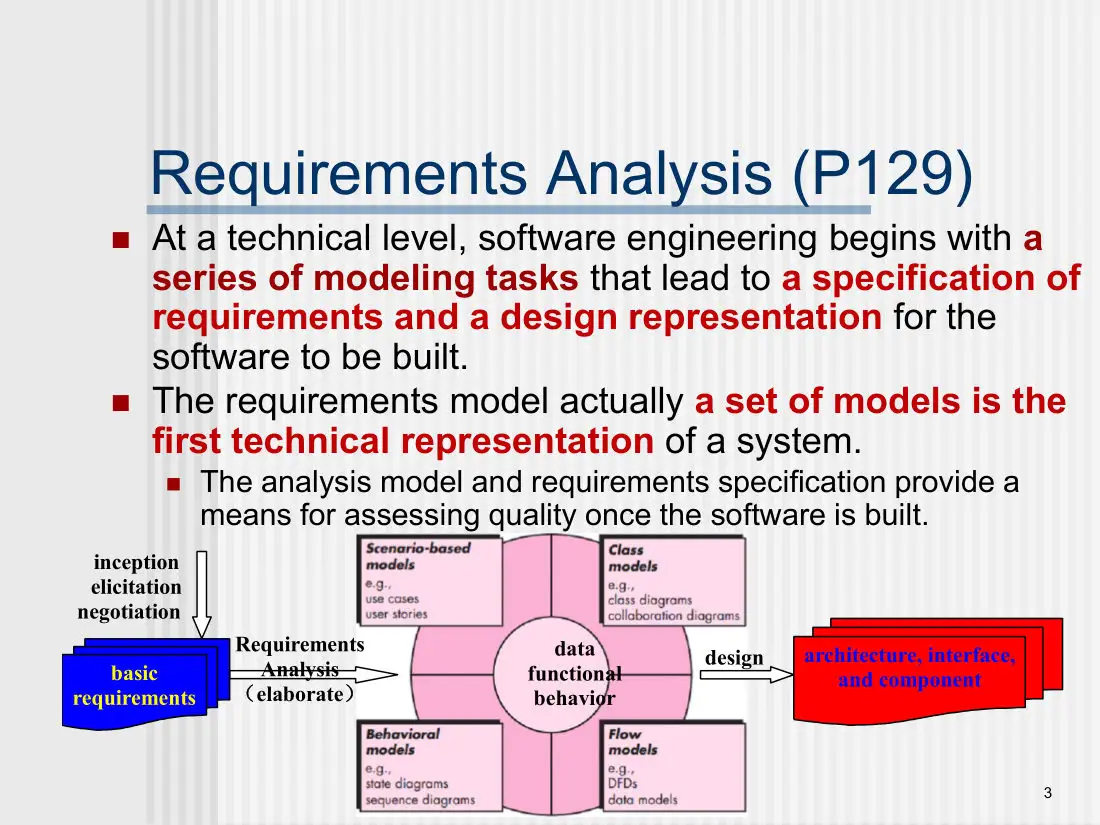 Requirements Analysis (P129)
At a technical level, software engineering begins with a
series of modeling tasks that lead to a specification of
requirements and a design representation for the
software to be built.
The requirements model actually a set of models is the
first technical representation of a system.
The analysis model and requirements specification provide a
means for assessing quality once the software is built.
inception
elicitation
negotiation
basic
requirements
Requirements
Analysis
（elaborate）
Scenario-based
models
e.g.,
use cases
user stories
Class
models
e.g.,
class diagrams
collaboration diagrams
data
functional
behavior
Behavioral
models
e.g.,
state diagrams
sequence diagrams
Flow
models
e.g.,
DFDs
data models
design
architecture, interface,
and component
3